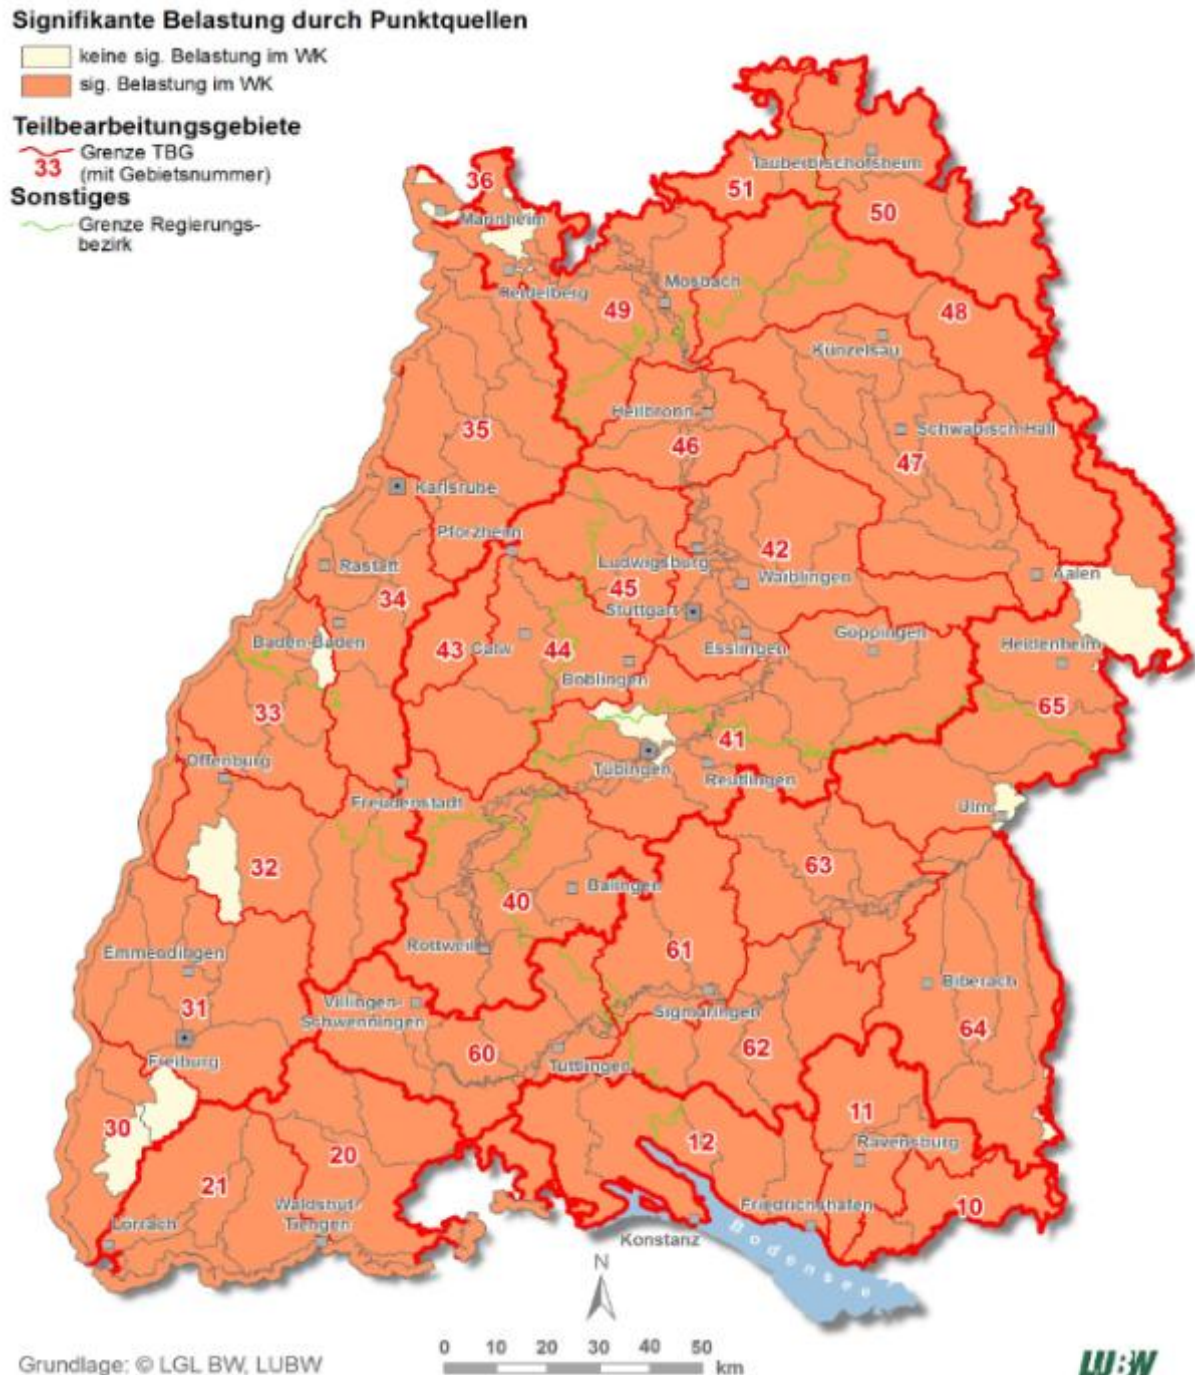 Signifikante Belastung durch Punktquellen
keine sig. Belastung im WK
sig. Belastung im WK
Teilbearbeitungsgebiete
33 Grenze TBG
(mit Gebietsnummer)
Sonstiges
Grenze Regierungs-
bezirk
36
Mannheim
Heidelberg
51
Tauberbischofsheim
50
Mosbach
49
48
Künzelsau
Heilbronn
35
46
Schwäbisch Hall
47
Karlsruhe
Pforzheim
42
Ludwigsburg
Waiblingen
Aalen
Rastatt
34
45
Stuttgart
Baden-Baden
43
Calw
44
Esslingen
Göppingen
Heidenheim
Böblingen
33
65
41
Offenburg
Tübingen
Reutlingen
Freudenstadt
Ulm
32
63
40
Balingen
Emmendingen
Rottweil
61
Biberach
31
Villingen-
Schwenningen
Sigmaringen
64
Freiburg
60
Tuttlingen
62
30
11
12
Ravensburg
20
21
Waldshut-
Tiengen
Friedrichshafen
10
Lörrach
Konstanz
Bodensee
N
0 10 20 30 40 50
km
Grundlage: © LGL BW, LUBW
LUBW